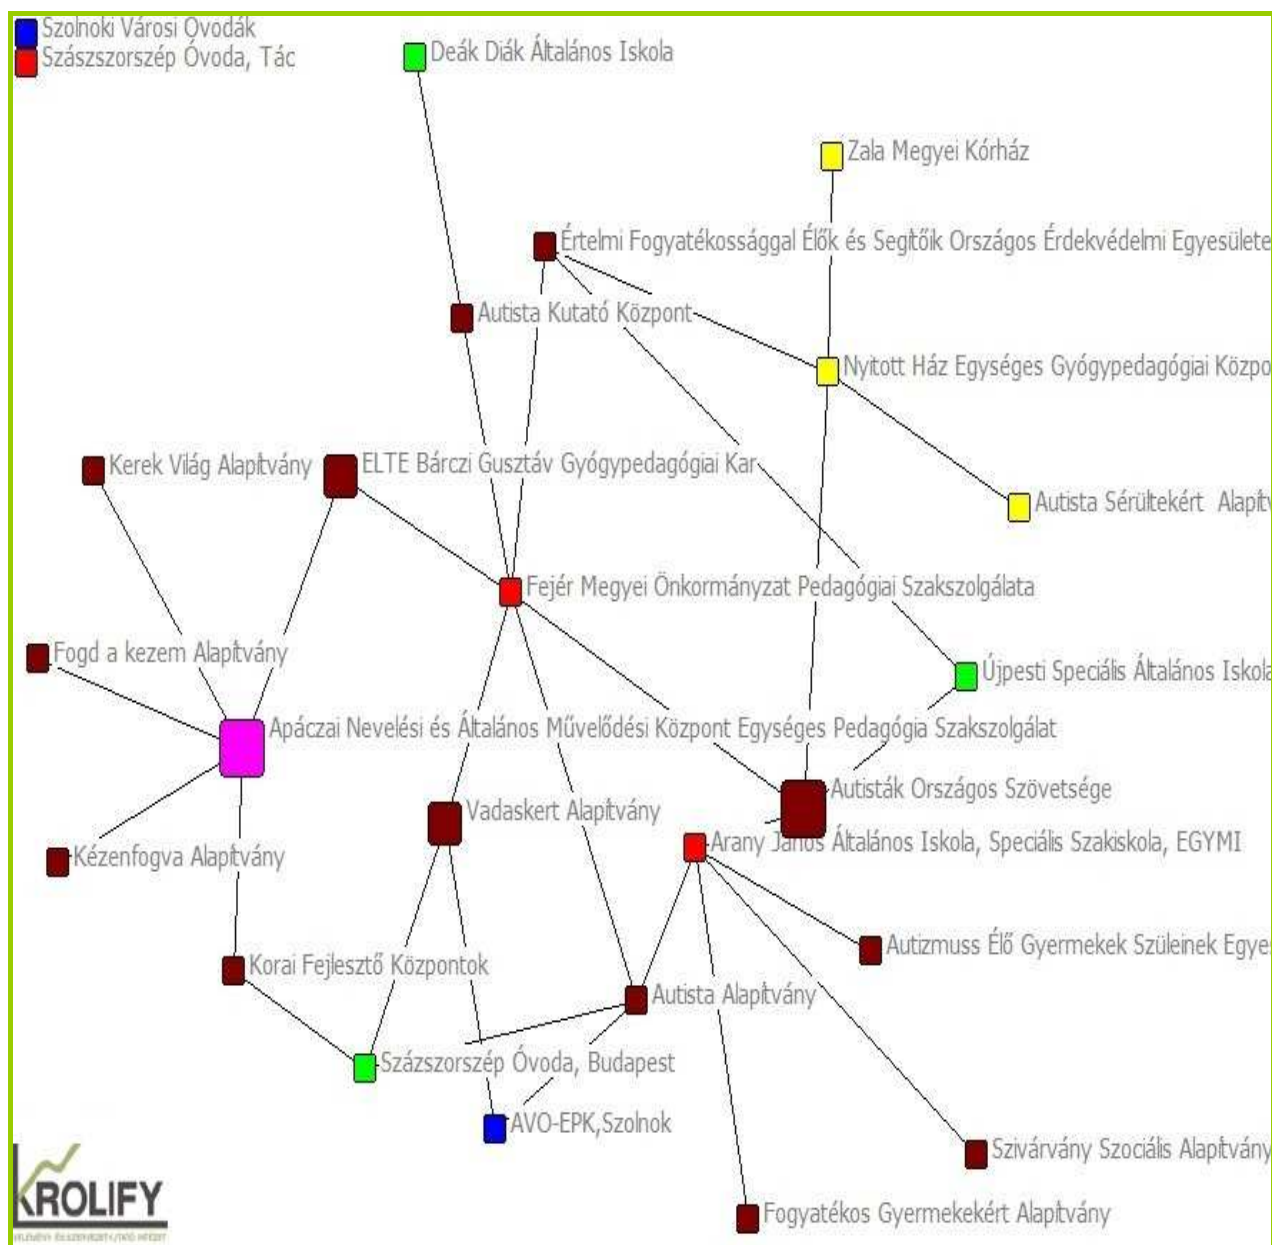 Szolnoki Városi Óvodák
Szászszorszép Óvoda, Tác
Deák Diák Általános Iskola
Zala Megyei Kórház
Értelmi Fogyatékossággal Élők és Segítőik Országos Érdekvédelmi Egyesülete
Autista Kutató Központ
Nyitott Ház Egységes Gyógypedagógiai Közpo
Kerek Világ Alapítvány
ELTE Bárczi Gusztáv Gyógypedagógiai Kar
Autista Sérültekért Alapítv
Fejér Megyei Önkormányzat Pedagógiai Szakszolgálata
Fogd a kezem Alapítvány
Újpesti Speciális Általános Iskola
Apáczai Nevelési és Általános Művelődési Központ Egységes Pedagógia Szakszolgálat
Autisták Országos Szövetsége
Vadaskert Alapítvány
Arany János Általános Iskola, Speciális Szakiskola, EGYMI
Kézenfogva Alapítvány
Autizmuss Élő Gyermekek Szüleinek Egye
Korai Fejlesztő Központok
Autista Alapítvány
Százszorszép Óvoda, Budapest
AVO-EPK,Szolnok
Szivárvány Szociális Alapítvány
KROLIFY
Fogyatékos Gyermekekért Alapítvány